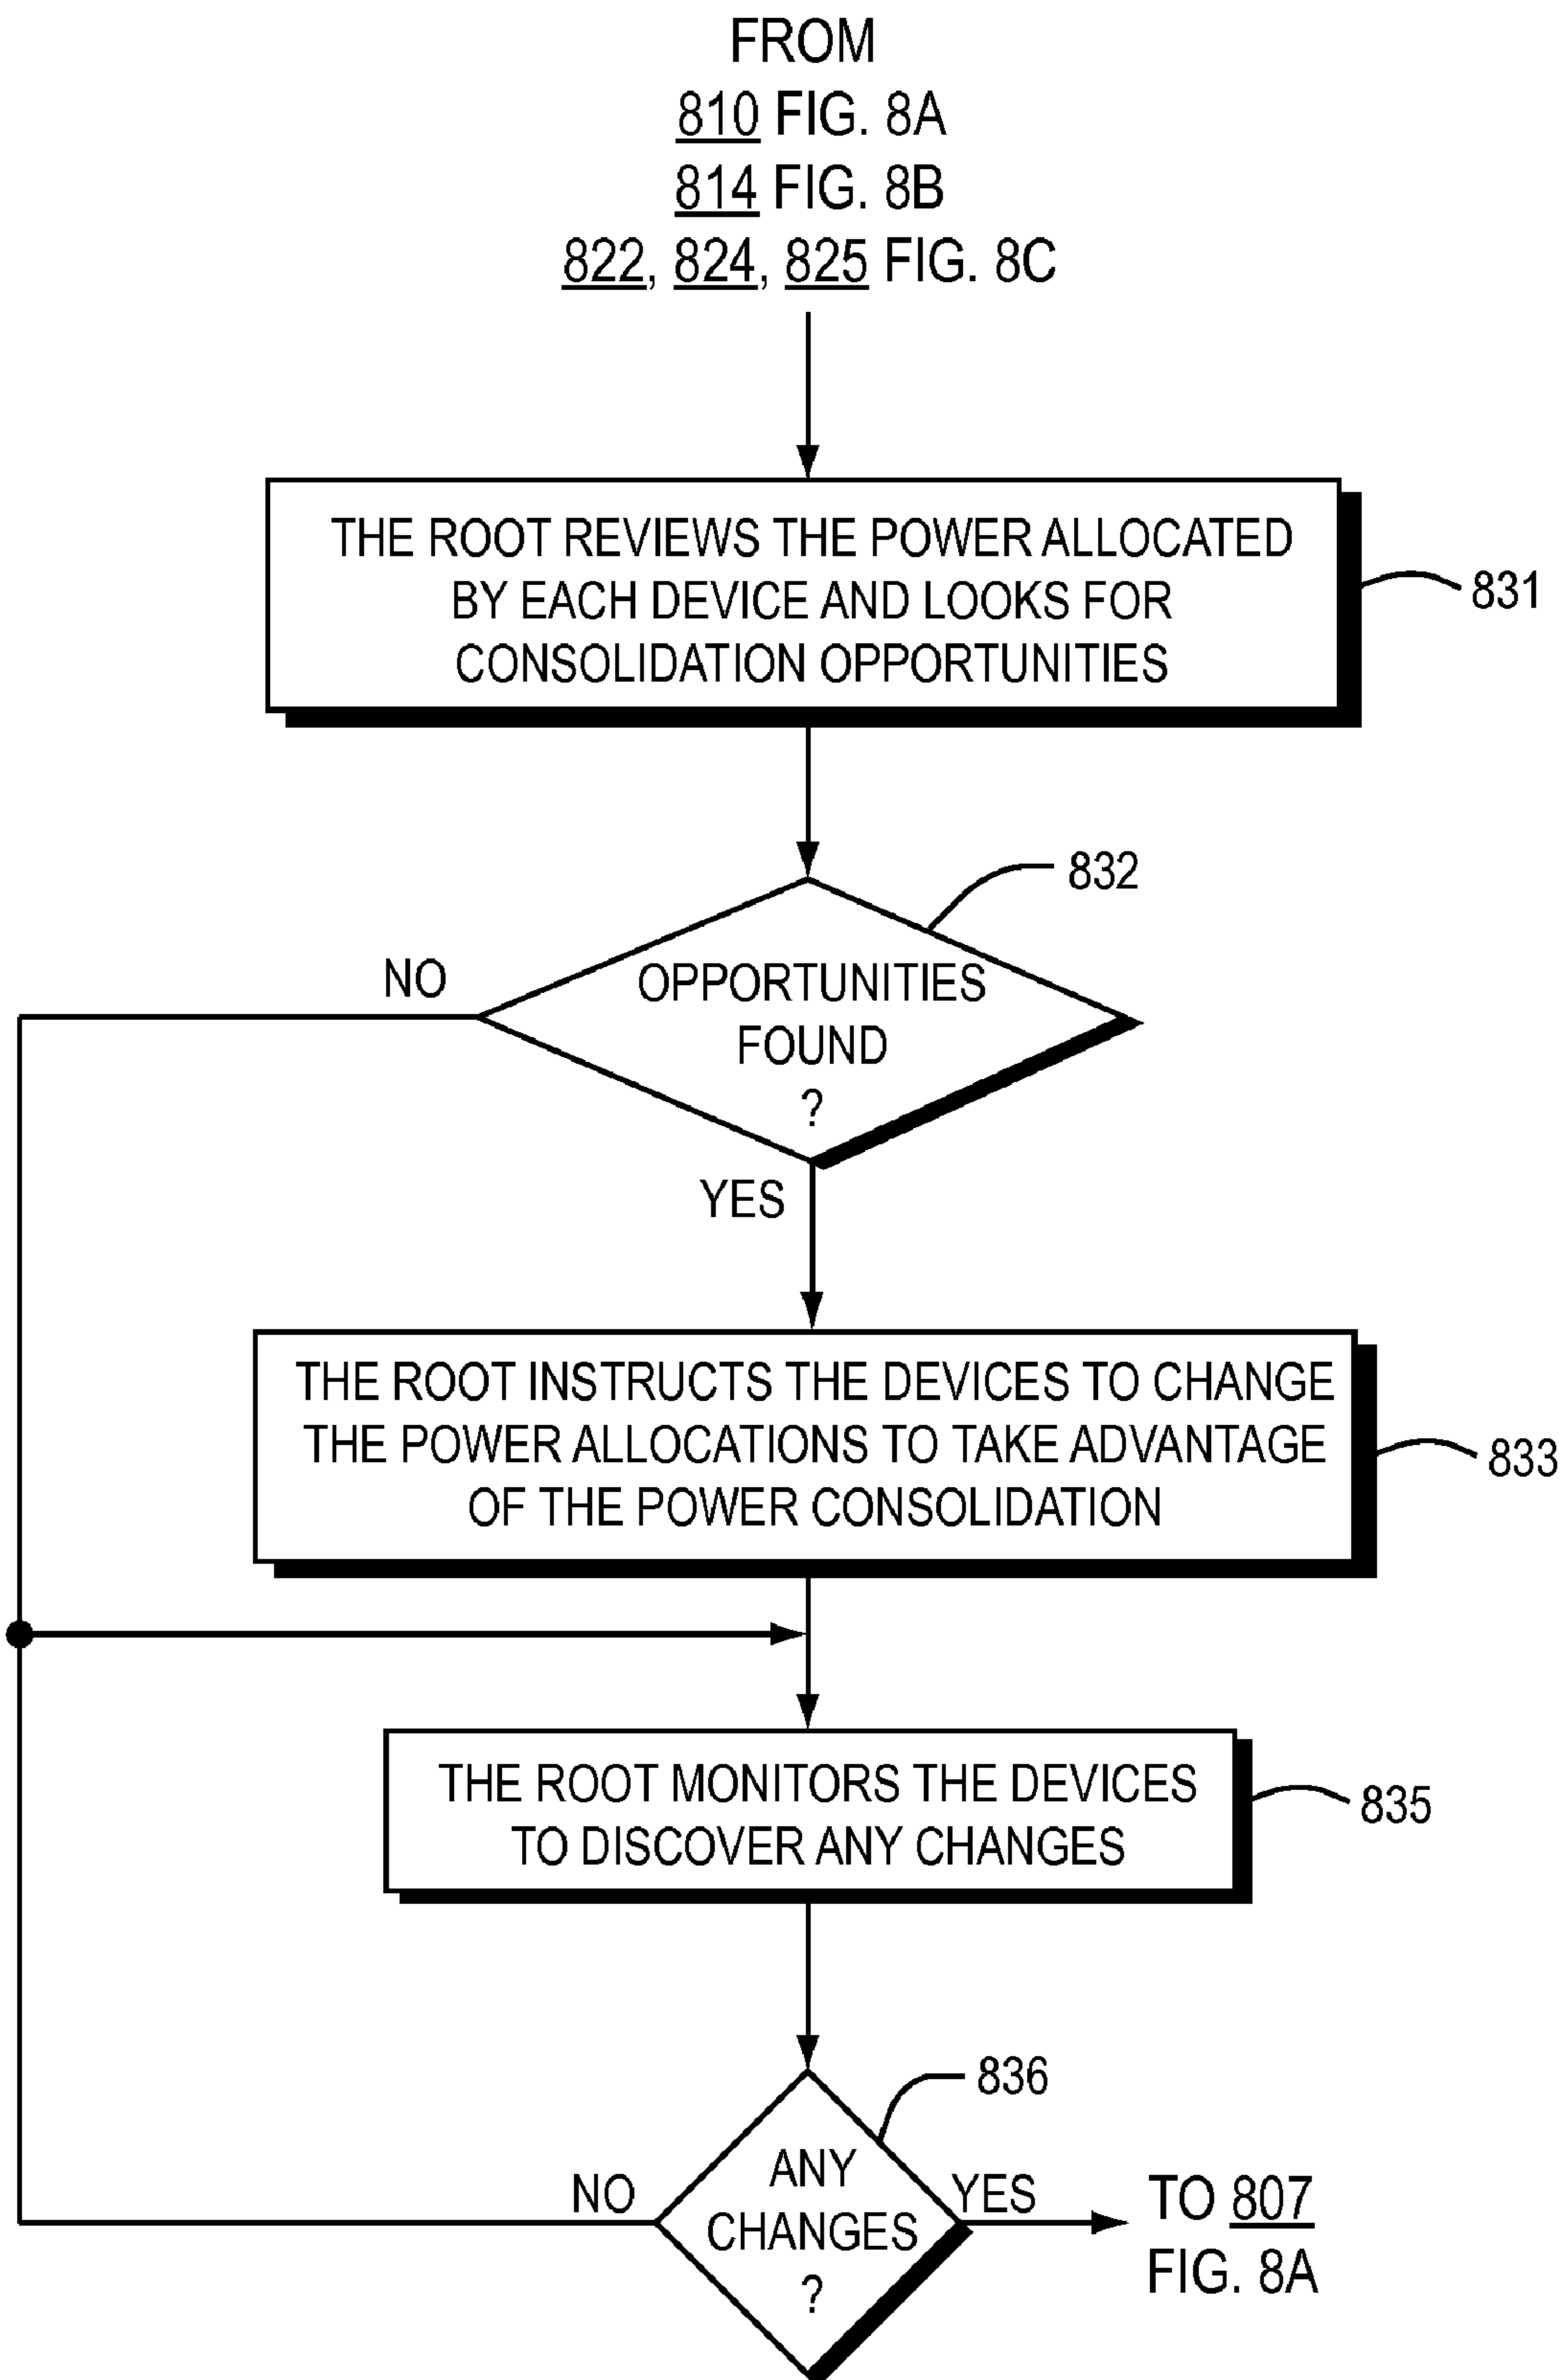 FROM
810 FIG. 8A
814 FIG. 8B
822, 824, 825 FIG. 8C
THE ROOT REVIEWS THE POWER ALLOCATED
BY EACH DEVICE AND LOOKS FOR
CONSOLIDATION OPPORTUNITIES
831
832
NO
OPPORTUNITIES
FOUND
?
YES
THE ROOT INSTRUCTS THE DEVICES TO CHANGE
THE POWER ALLOCATIONS TO TAKE ADVANTAGE
OF THE POWER CONSOLIDATION
833
THE ROOT MONITORS THE DEVICES
TO DISCOVER ANY CHANGES
835
836
NO
ANY
CHANGES
?
YES
TO 807
FIG. 8A